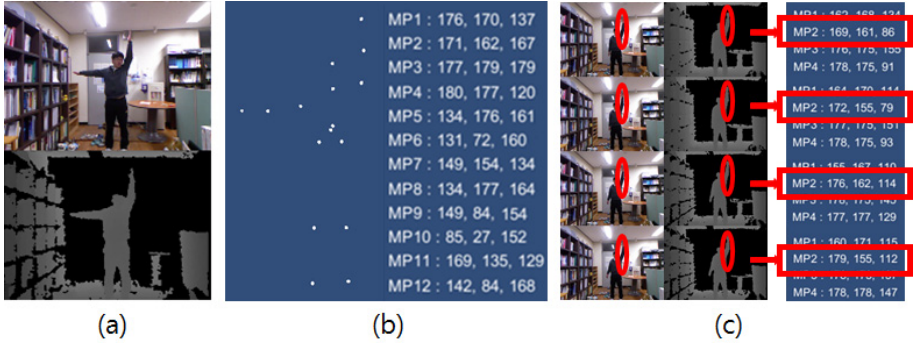 MP1 : 176, 170, 137
MP2 : 171, 162, 167
MP3 : 177, 179, 179
MP4 : 180, 177, 120
MP5 : 134, 176, 161
MP6 : 131, 72, 160
MP7 : 149, 154, 134
MP8 : 134, 177, 164
MP9 : 149, 84, 154
MP10 : 85, 27, 152
MP11 : 169, 135, 129
MP12 : 142, 84, 168
MP2 : 169, 161, 86
MP3 : 176, 175, 155
MP4 : 178, 175, 91
MP2 : 172, 155, 79
MP3 : 177, 175, 151
MP4 : 178, 175, 93
MP2 : 176, 162, 114
MP4 : 177, 177, 129
MP1 : 160, 171, 115
MP2 : 179, 155, 112
MP4 : 178, 178, 147
(a)
(b)
(c)